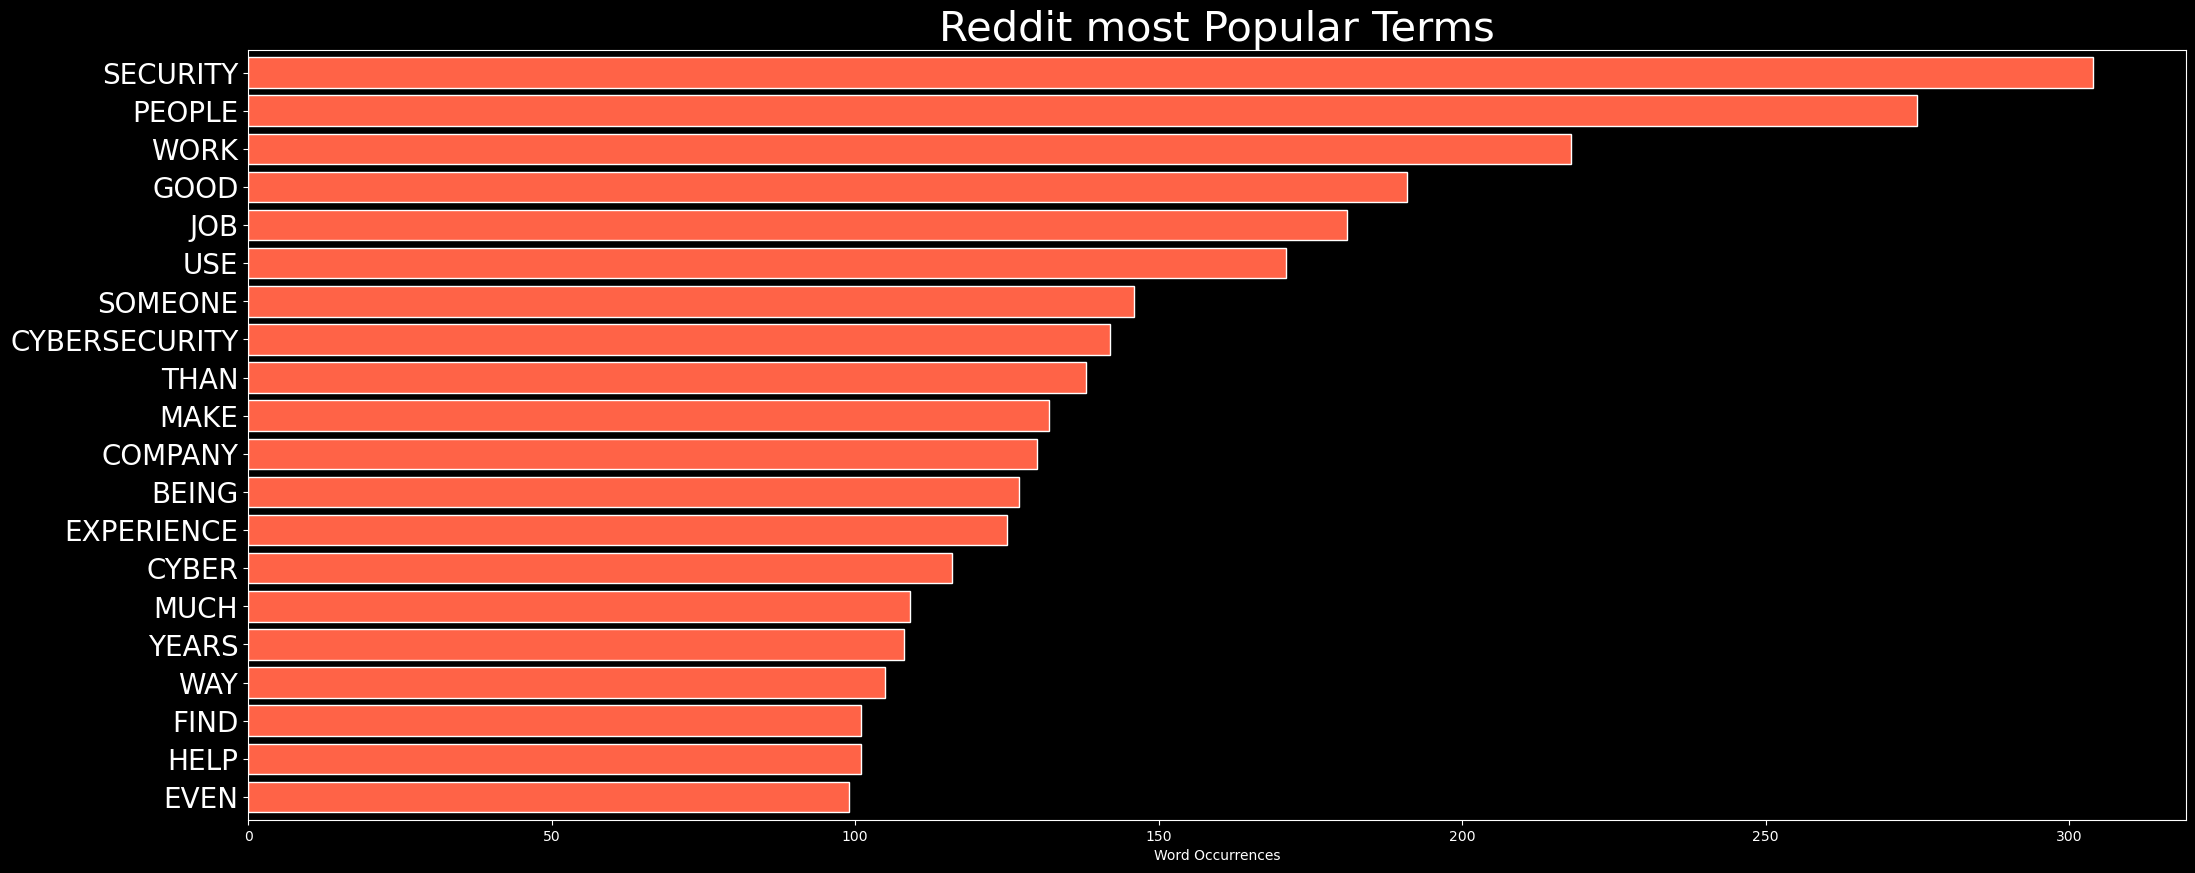 Reddit most Popular Terms
SECURITY
PEOPLE
WORK
GOOD
JOB
USE
SOMEONE
CYBERSECURITY
THAN
MAKE
COMPANY
BEING
EXPERIENCE
CYBER
MUCH
YEARS
WAY
FIND
HELP
EVEN
0 50 100 150 200 250 300
Word Occurrences